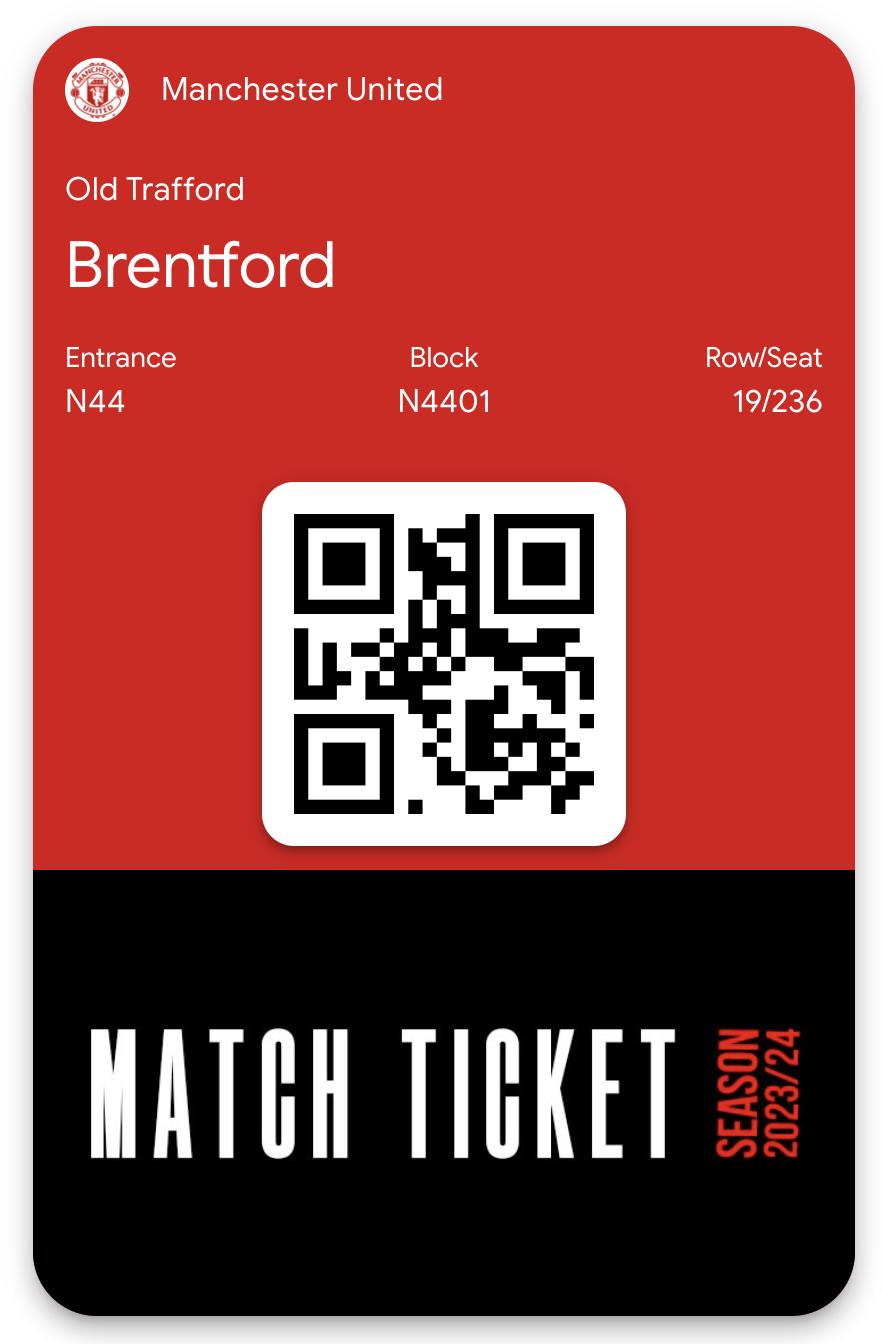 MANCHESTER
UNITED
Manchester United
Old Trafford
Brentford
Entrance Block Row/Seat
N44 N4401 19/236
MATCH TICKET
SEASON
2023/24